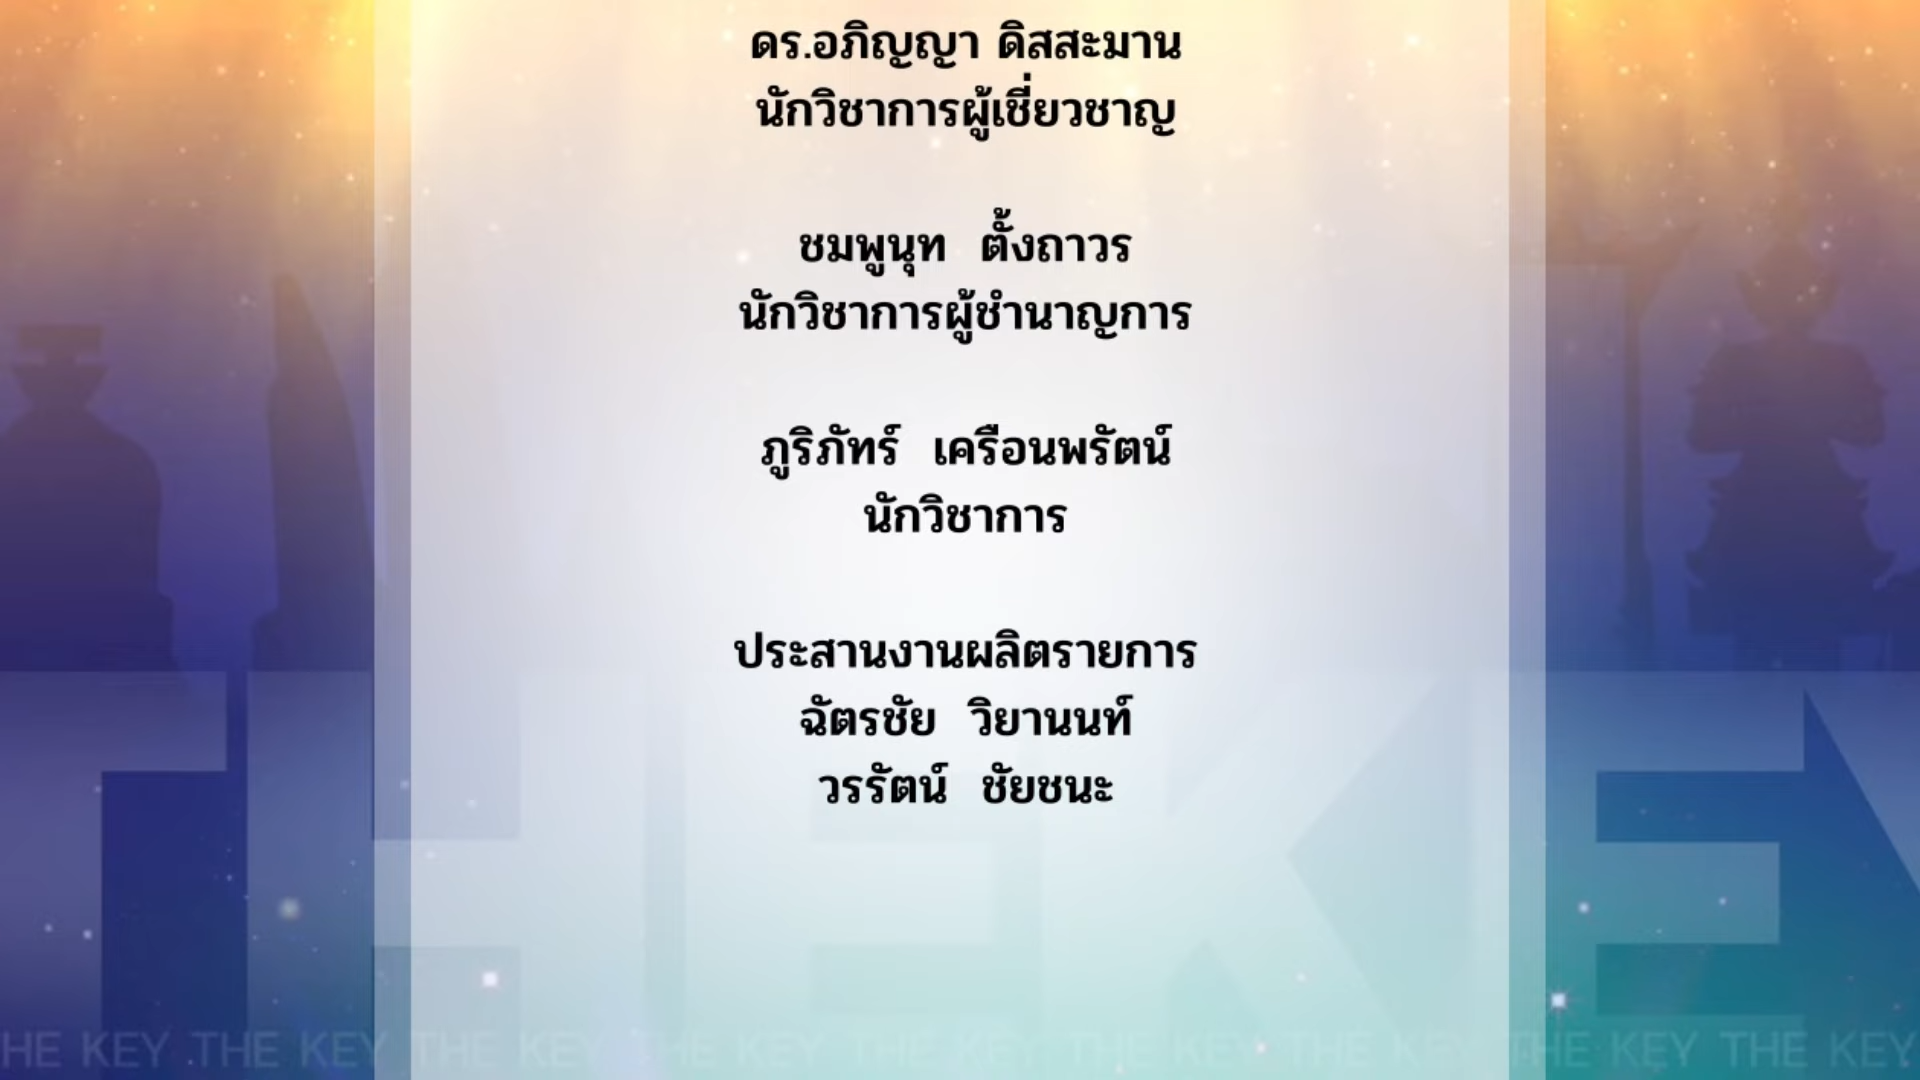 ดร.อภิญญา ดิสสะมาน
นักวิชาการผู้เชี่ยวชาญ
ชมพูนุท ตั้งถาวร
นักวิชาการผู้ชำนาญการ
ภูริภัทร์ เครือนพรัตน์
นักวิชาการ
ประสานงานผลิตรายการ
ฉัตรชัย วิยานนท์
วรรัตน์ ชัยชนะ
THE KEY
HE KEY THE KEY THE KEY THE KEY THE KEY THE KEY THE KEY THE KEY THE KEY